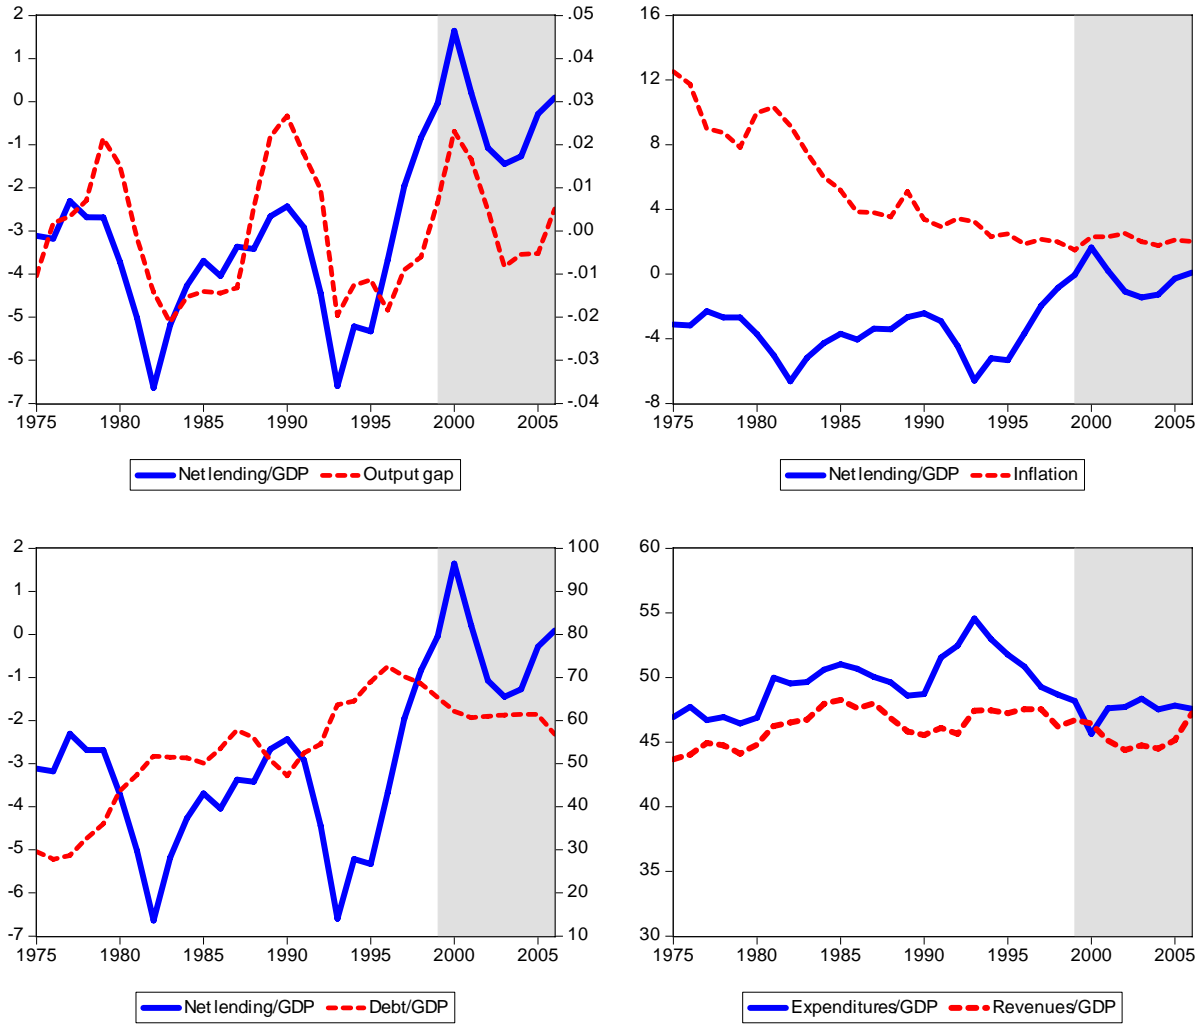 2 .05 16
1 .04 12
0 .03
-1 .02 8
-2 .01 4
-3 .00
-4 -.01 0
-5 -.02 -4
-6 -.03
-7 -.04 -8
1975 1980 1985 1990 1995 2000 2005 1975 1980 1985 1990 1995 2000 2005
Net lending/GDP Output gap Net lending/GDP Inflation
2 100 60
1 90 55
0 80
-1 70 50
-2 60 45
-3 50
-4 40 40
-5 30 35
-6 20
-7 10 30
1975 1980 1985 1990 1995 2000 2005 1975 1980 1985 1990 1995 2000 2005
Net lending/GDP Debt/GDP Expenditures/GDP Revenues/GDP